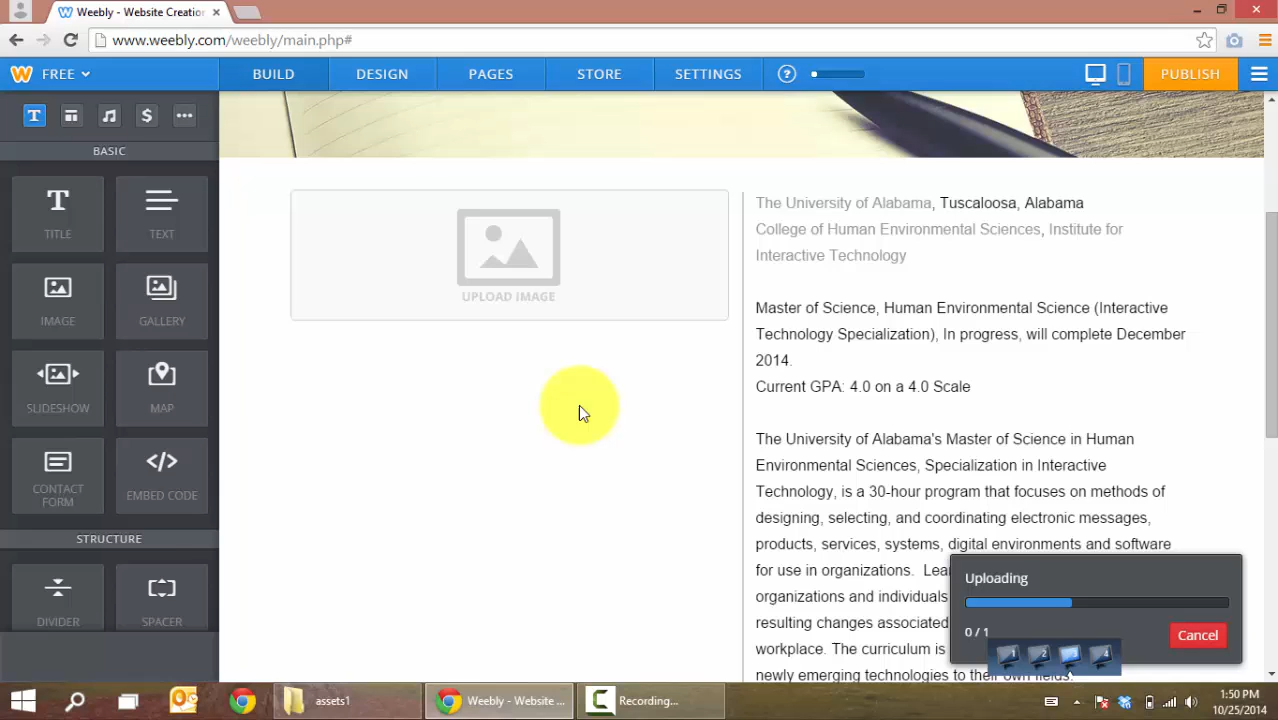 Weebly - Website Creatio
www.weebly.com/weebly/main.php#
FREE
BUILD
DESIGN
PAGES
STORE
SETTINGS
?
PUBLISH
T
$
BASIC
T
TITLE
TEXT
IMAGE
GALLERY
SLIDESHOW
MAP
CONTACT
FORM
</>
EMBED CODE
STRUCTURE
DIVIDER
SPACER
UPLOAD IMAGE
The University of Alabama, Tuscaloosa, Alabama
College of Human Environmental Sciences, Institute for
Interactive Technology
Master of Science, Human Environmental Science (Interactive
Technology Specialization), In progress, will complete December
2014.
Current GPA: 4.0 on a 4.0 Scale
The University of Alabama's Master of Science in Human
Environmental Sciences, Specialization in Interactive
Technology, is a 30-hour program that focuses on methods of
designing, selecting, and coordinating electronic messages,
products, services, systems, digital environments and software
for use in organizations.
organizations and individuals
resulting changes associated
workplace. The curriculum is
newly emerging technologies to their own fields.
Uploading
0 / 1
Cancel
1
2
4
assets1
Weebly - Website ...
Recording...
1:50 PM
10/25/2014